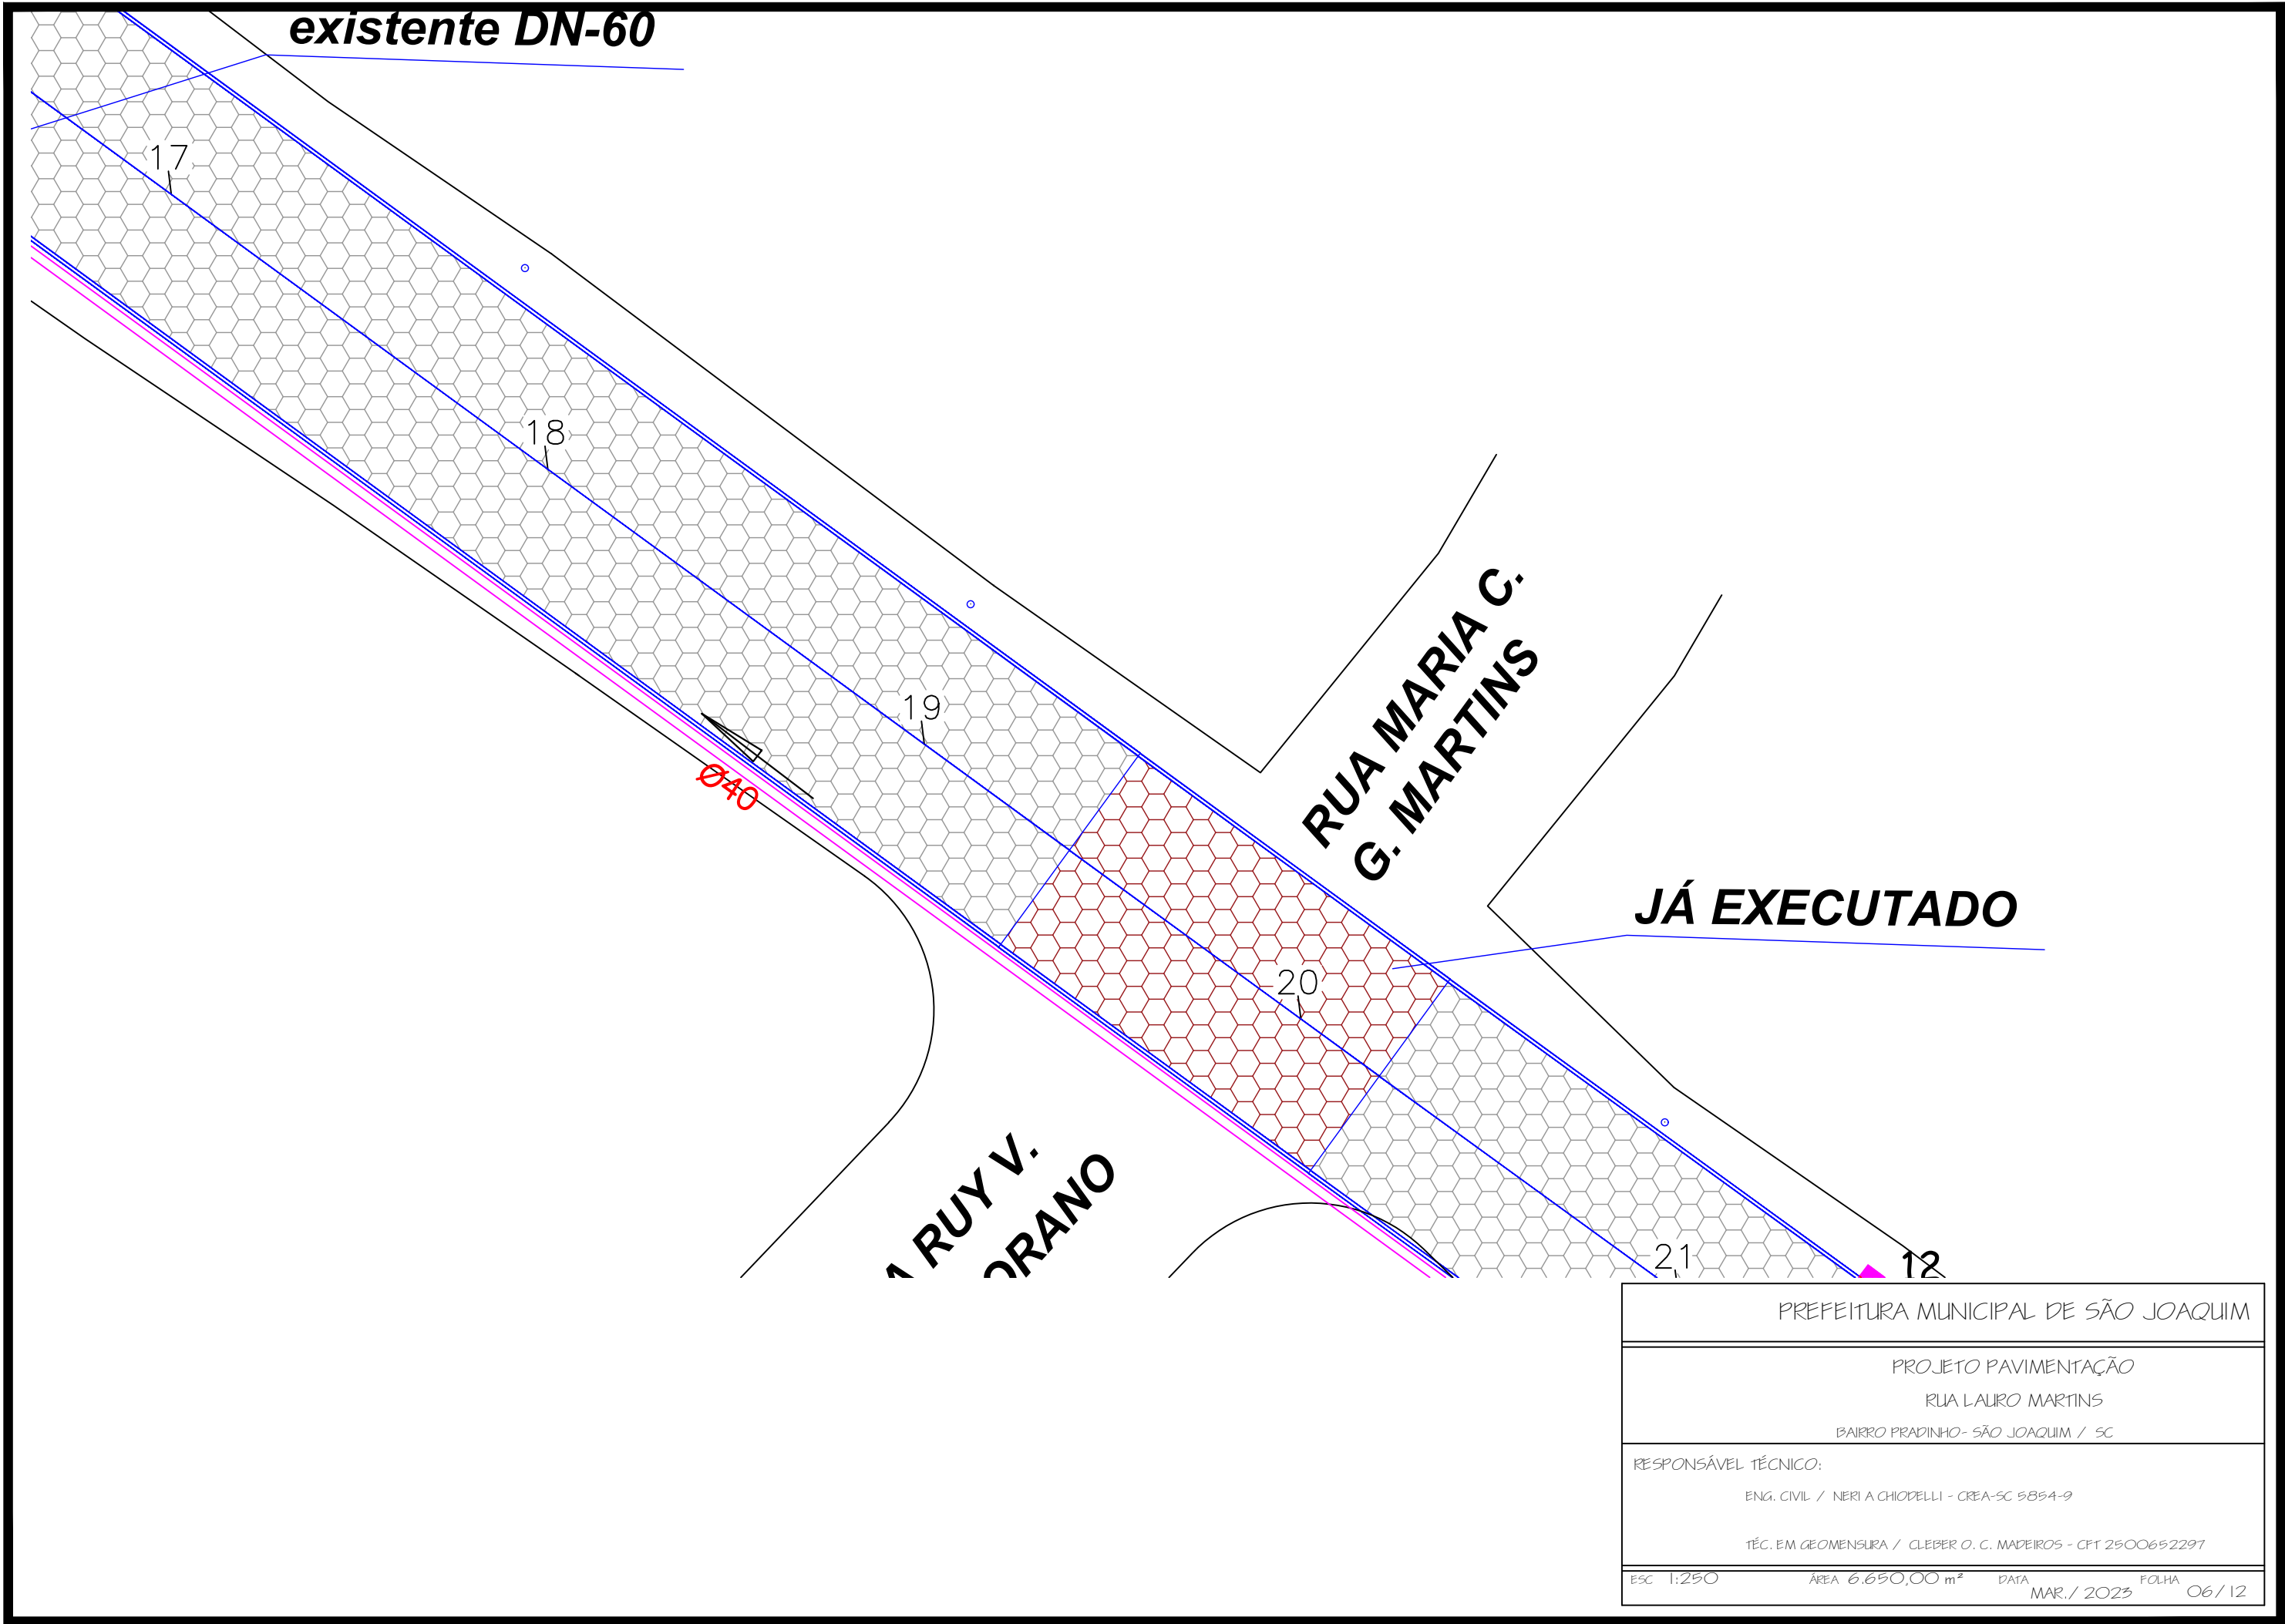 existente DN-60
17
18
19
Ø40
RUA MARIA C.
G. MARTINS
JÁ EXECUTADO
20
A RUY V.
ORANO
21
12
PREFEITURA MUNICIPAL DE SÃO JOAQUIM
PROJETO PAVIMENTAÇÃO
RUA LAURO MARTINS
BAIRRO PRADINHO- SÃO JOAQUIM / SC
RESPONSÁVEL TÉCNICO:
ENG. CIVIL / NERI A CHIODELLI - CREA-SC 5854-9
TÉC. EM GEOMENSURA / CLEBER O. C. MADEIROS - CFT 2500652297
ESC 1:250 ÁREA 6.650,00 m² DATA MAR./ 2023 FOLHA 06/12